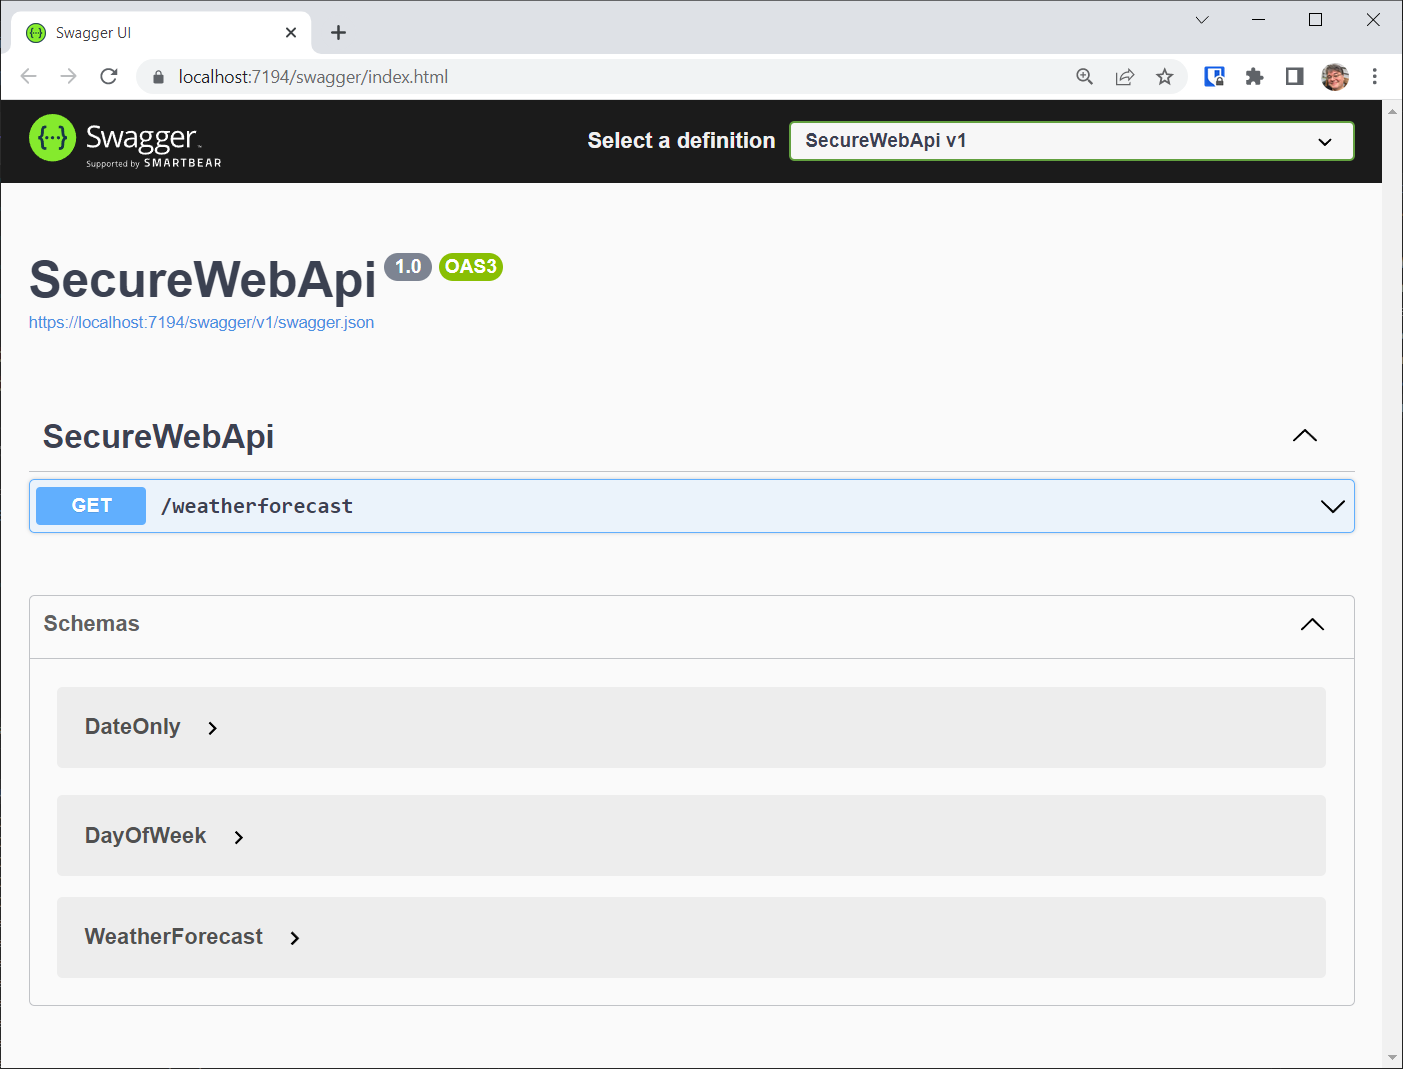 Swagger UI
localhost:7194/swagger/index.html
Swagger™
Supported by SMARTBEAR
Select a definition
SecureWebApi v1
SecureWebApi 1.0 OAS3
https://localhost:7194/swagger/v1/swagger.json
SecureWebApi
GET /weatherforecast
Schemas
DateOnly
DayOfWeek
WeatherForecast